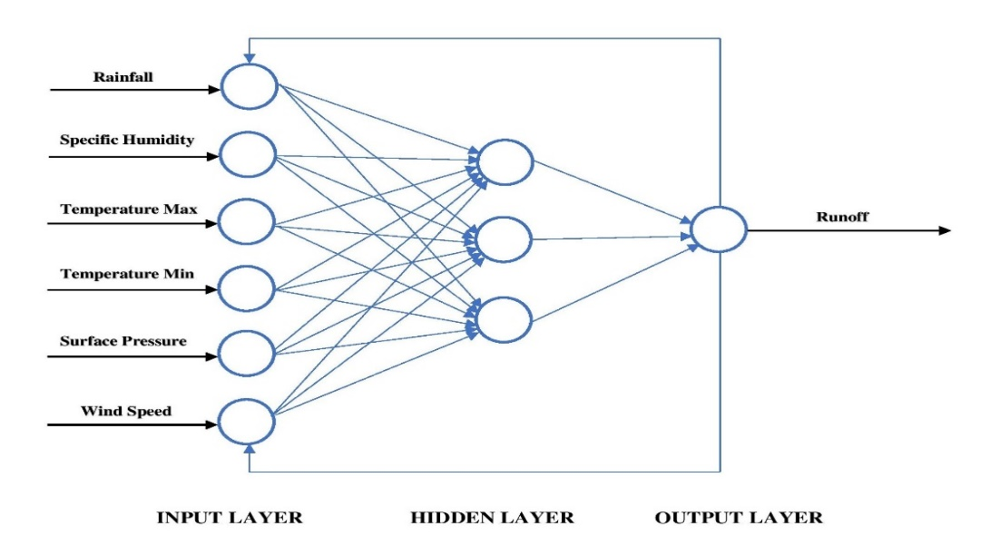 Rainfall
Specific Humidity
Temperature Max
Temperature Min
Surface Pressure
Wind Speed
Runoff
INPUT LAYER
HIDDEN LAYER
OUTPUT LAYER